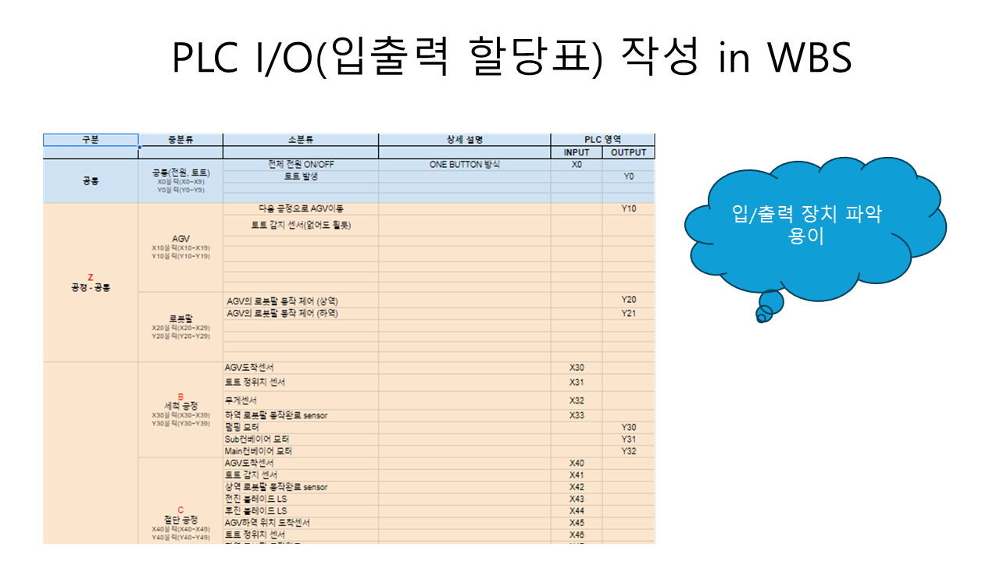 PLC I/O(입출력 할당표) 작성 in WBS
구분 중분류 소분류 상세 설명 PLC 영역
INPUT OUTPUT
공통
공통(전원, 토트)
X0블럭(X0~X9)
Y0블럭(Y0~Y9)
전체 전원 ON/OFF ONE BUTTON 방식 X0
토트 발생 Y0
Z
공정 - 공통
AGV
X10블럭(X10~X19)
Y10블럭(Y10~Y19)
다음 공정으로 AGV이동 Y10
토트 감지 센서(없어도 될듯)
로봇팔
X20블럭(X20~X29)
Y20블럭(Y20~Y29)
AGV의 로봇팔 동작 제어 (상역) Y20
AGV의 로봇팔 동작 제어 (하역) Y21
B
세척 공정
X30블럭(X30~X39)
Y30블럭(Y30~Y39)
AGV도착센서 X30
토트 정위치 센서 X31
무게센서 X32
하역 로봇팔 동작완료 sensor X33
펌핑 모터 Y30
Sub컨베이어 모터 Y31
Main컨베이어 모터 Y32
C
절단 공정
X40블럭(X40~X49)
Y40블럭(Y40~Y49)
AGV도착센서 X40
토트 감지 센서 X41
상역 로봇팔 동작완료 sensor X42
전진 블레이드 LS X43
후진 블레이드 LS X44
AGV하역 위치 도착센서 X45
토트 정위치 센서 X46
입/출력 장치 파악
용이